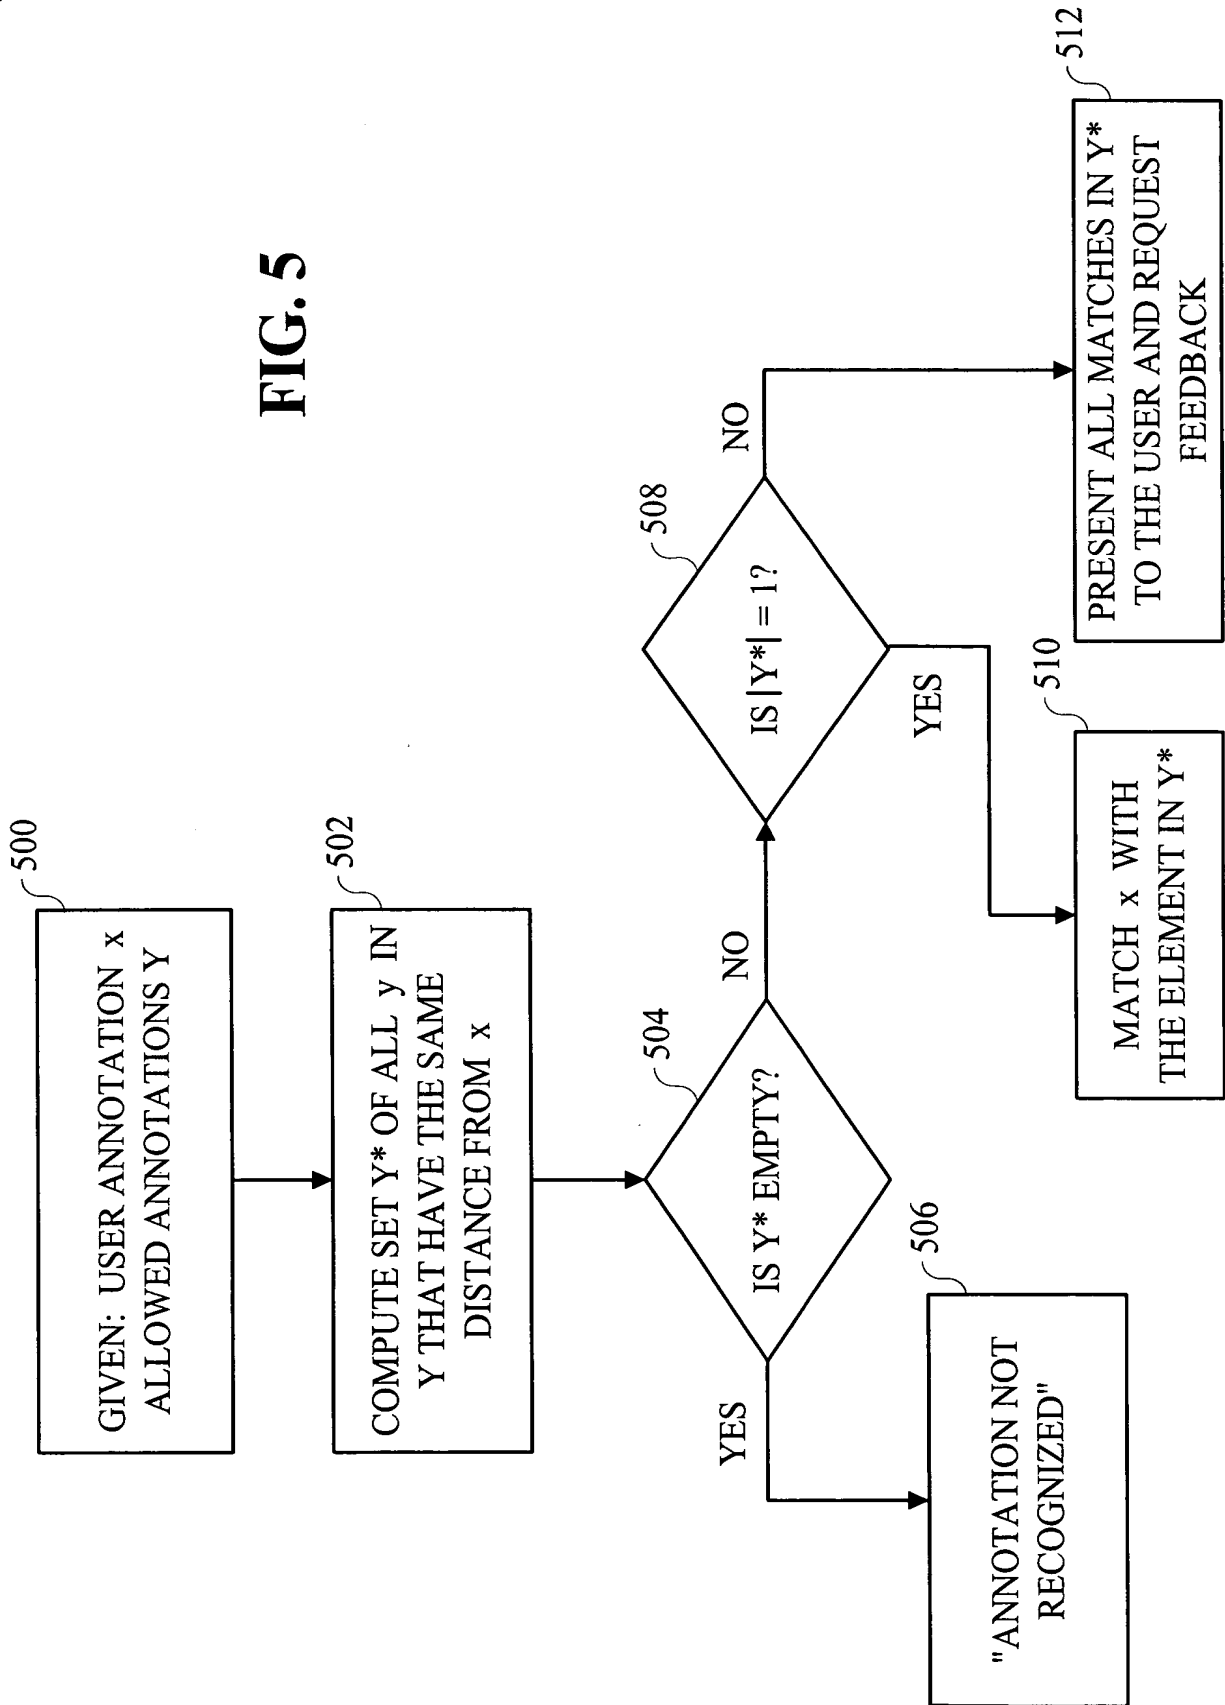 FIG. 5
500
GIVEN: USER ANNOTATION x
ALLOWED ANNOTATIONS Y
502
COMPUTE SET Y* OF ALL y IN
Y THAT HAVE THE SAME
DISTANCE FROM x
504
IS Y* EMPTY?
YES
NO
506
"ANNOTATION NOT
RECOGNIZED"
508
IS |Y*| = 1?
NO
YES
510
MATCH x WITH
THE ELEMENT IN Y*
512
PRESENT ALL MATCHES IN Y*
TO THE USER AND REQUEST
FEEDBACK